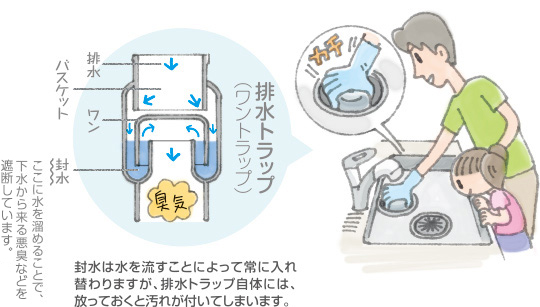 カチ
排水トラップ
（ワントラップ）
排水
バスケット
ワン
封水
ここに水を溜めることで、
下水から来る悪臭などを
遮断しています。
臭気
封水は水を流すことによって常に入れ
替わりますが、排水トラップ自体には、
放っておくと汚れが付いてしまいます。